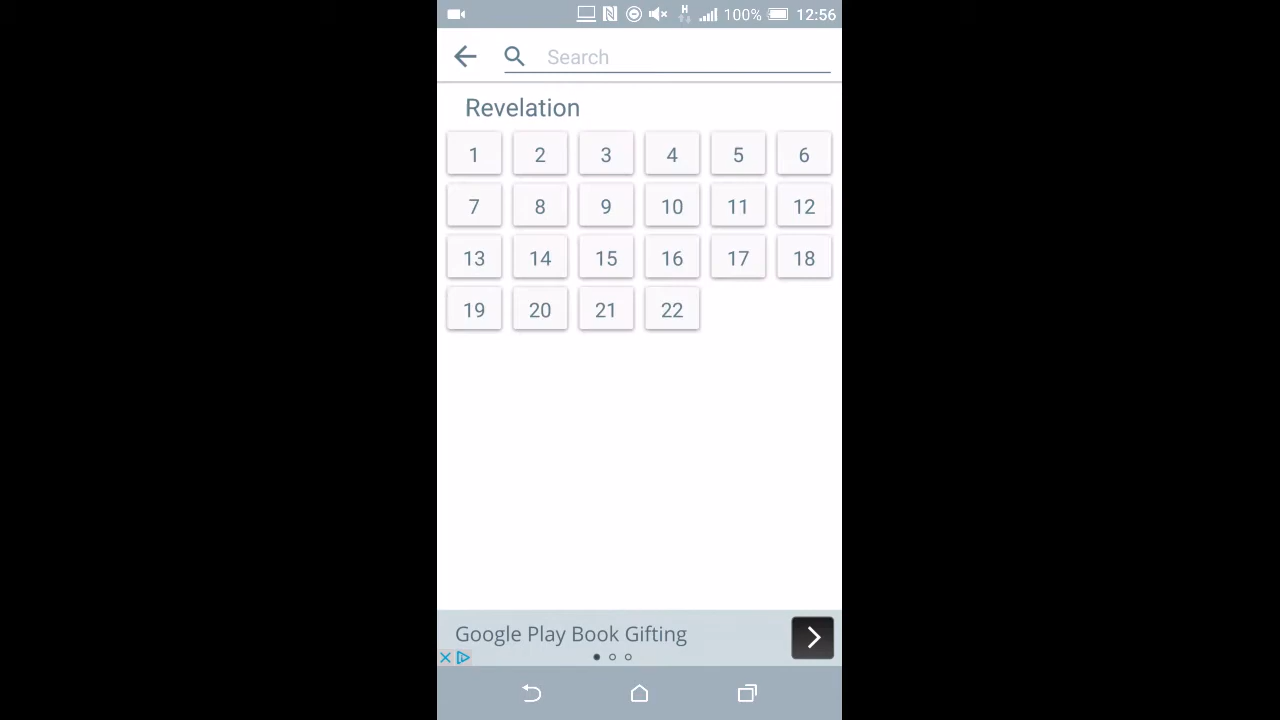 H 100% 12:56
Search
Revelation
1 2 3 4 5 6
7 8 9 10 11 12
13 14 15 16 17 18
19 20 21 22
Google Play Book Gifting